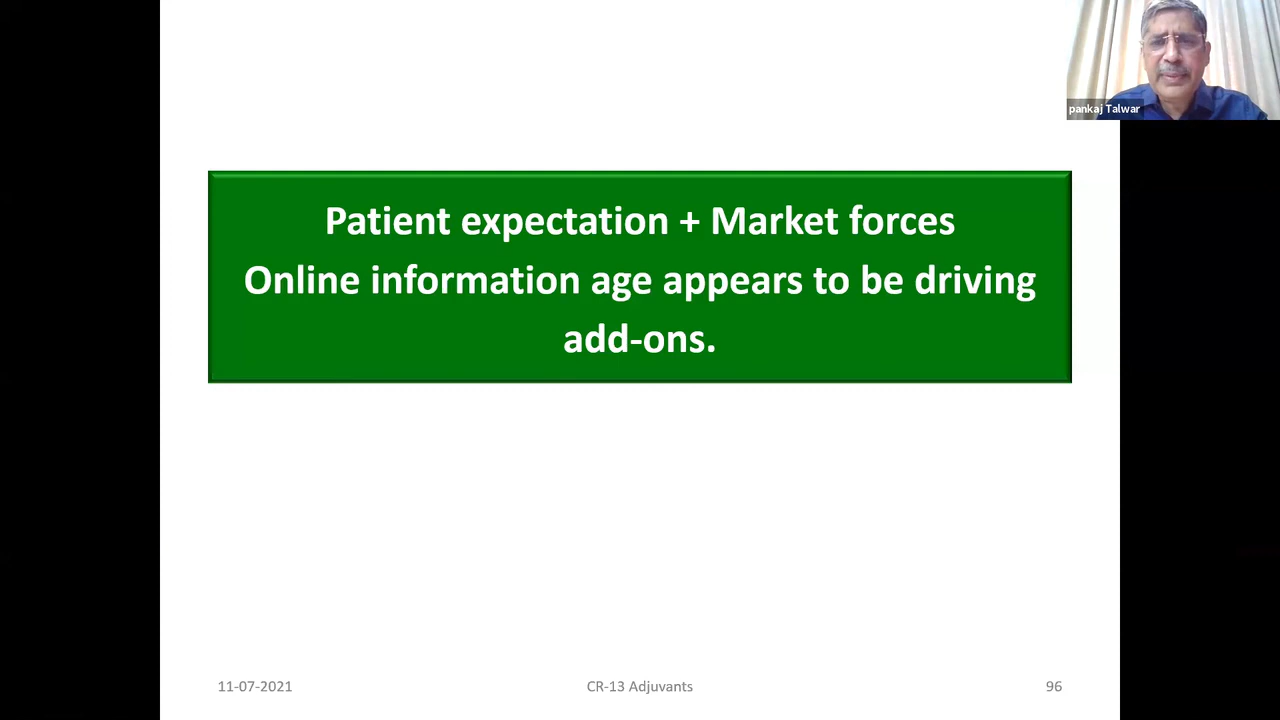 pankaj Talwar
Patient expectation + Market forces
Online information age appears to be driving
add-ons.
11-07-2021
CR-13 Adjuvants
96